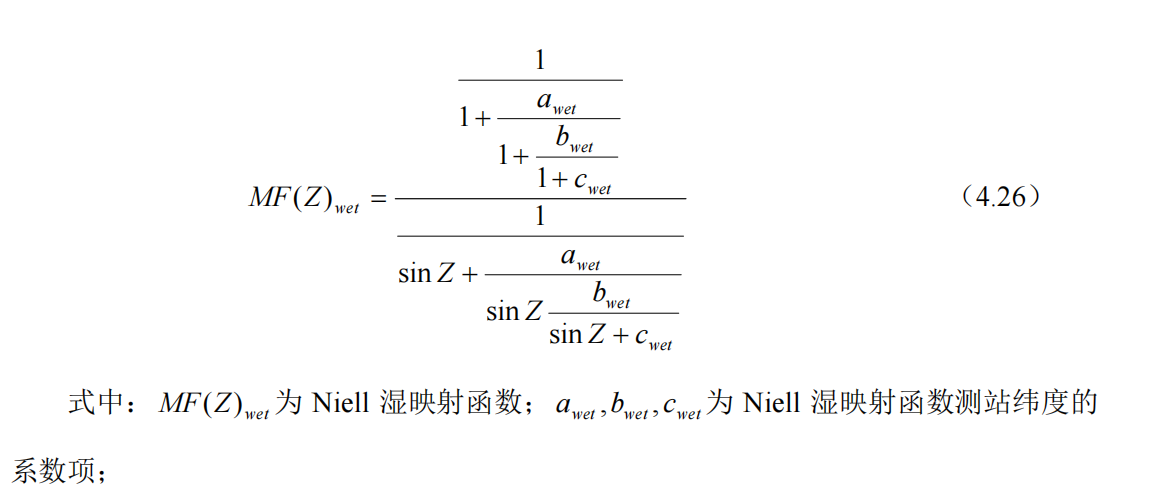 MF(Z)_{wet} = \frac{\frac{1}{1+\frac{a_{wet}}{1+\frac{b_{wet}}{1+c_{wet}}}}}{\frac{1}{\sin Z+\frac{a_{wet}}{\sin Z\frac{b_{wet}}{\sin Z+c_{wet}}}}} （4.26）
式中：MF(Z)_{wet}为 Niell 湿映射函数；a_{wet},b_{wet},c_{wet}为 Niell 湿映射函数测站纬度的
系数项；